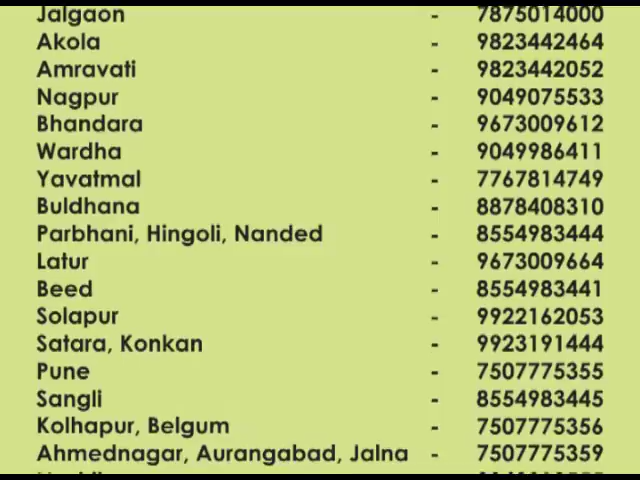 Jalgaon - 7875014000
Akola - 9823442464
Amravati - 9823442052
Nagpur - 9049075533
Bhandara - 9673009612
Wardha - 9049986411
Yavatmal - 7767814749
Buldhana - 8878408310
Parbhani, Hingoli, Nanded - 8554983444
Latur - 9673009664
Beed - 8554983441
Solapur - 9922162053
Satara, Konkan - 9923191444
Pune - 7507775355
Sangli - 8554983445
Kolhapur, Belgum - 7507775356
Ahmednagar, Aurangabad, Jalna - 7507775359